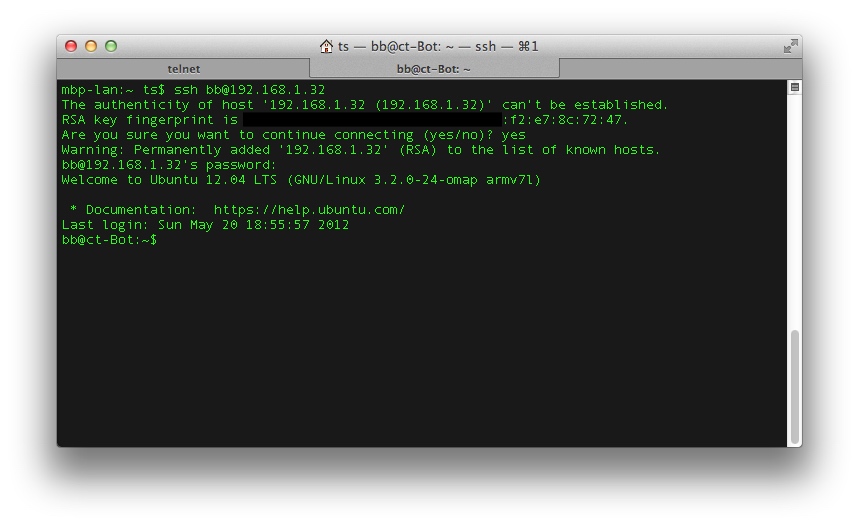 ts — bb@ct-Bot: ~ — ssh — ⌘1
telnet
bb@ct-Bot: ~
mbp-lan:~ ts$ ssh bb@192.168.1.32
The authenticity of host '192.168.1.32 (192.168.1.32)' can't be established.
RSA key fingerprint is :f2:e7:8c:72:47.
Are you sure you want to continue connecting (yes/no)? yes
Warning: Permanently added '192.168.1.32' (RSA) to the list of known hosts.
bb@192.168.1.32's password:
Welcome to Ubuntu 12.04 LTS (GNU/Linux 3.2.0-24-omap armv7l)
* Documentation:  https://help.ubuntu.com/
Last login: Sun May 20 18:55:57 2012
bb@ct-Bot:~$